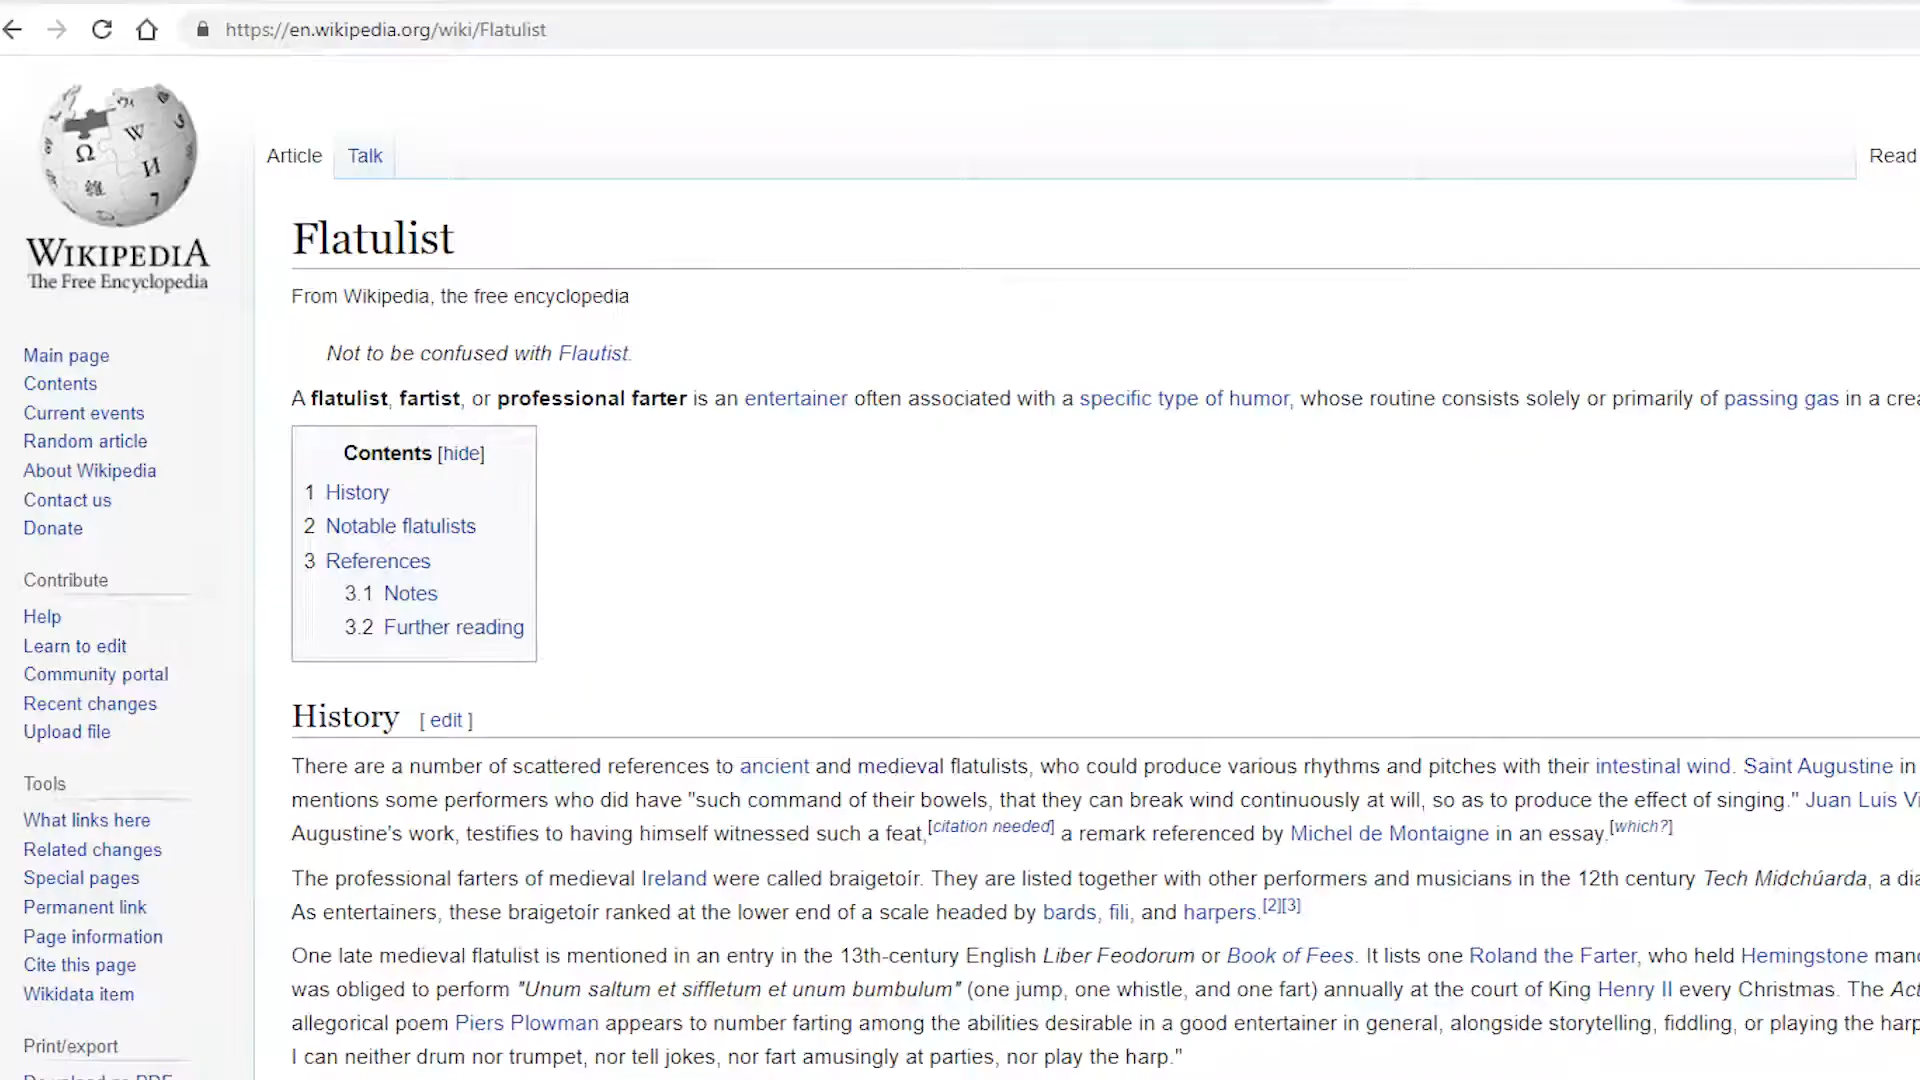 https://en.wikipedia.org/wiki/Flatulist
WIKIPEDIA
The Free Encyclopedia
Main page
Contents
Current events
Random article
About Wikipedia
Contact us
Donate
Contribute
Help
Learn to edit
Community portal
Recent changes
Upload file
Tools
What links here
Related changes
Special pages
Permanent link
Page information
Cite this page
Wikidata item
Print/export
Download as PDF
Article Talk Read
Flatulist
From Wikipedia, the free encyclopedia
Not to be confused with Flautist.
A flatulist, fartist, or professional farter is an entertainer often associated with a specific type of humor, whose routine consists solely or primarily of passing gas in a
Contents [hide]
1 History
2 Notable flatulists
3 References
3.1 Notes
3.2 Further reading
History [ edit ]
There are a number of scattered references to ancient and medieval flatulists, who could produce various rhythms and pitches with their intestinal wind. Saint Augustine in
mentions some performers who did have "such command of their bowels, that they can break wind continuously at will, so as to produce the effect of singing." Juan Luis
Augustine's work, testifies to having himself witnessed such a feat,[citation needed] a remark referenced by Michel de Montaigne in an essay.[which?]
The professional farters of medieval Ireland were called braigetoír. They are listed together with other performers and musicians in the 12th century Tech Midchúarda, a
As entertainers, these braigetoír ranked at the lower end of a scale headed by bards, fili, and harpers.[2][3]
One late medieval flatulist is mentioned in an entry in the 13th-century English Liber Feodorum or Book of Fees. It lists one Roland the Farter, who held Hemingstone
was obliged to perform "Unum saltum et siffletum et unum bumbulum" (one jump, one whistle, and one fart) annually at the court of King Henry II every Christmas. The
allegorical poem Piers Plowman appears to number farting among the abilities desirable in a good entertainer in general, alongside storytelling, fiddling, or playing the harp
I can neither drum nor trumpet, nor tell jokes, nor fart amusingly at parties, nor play the harp."